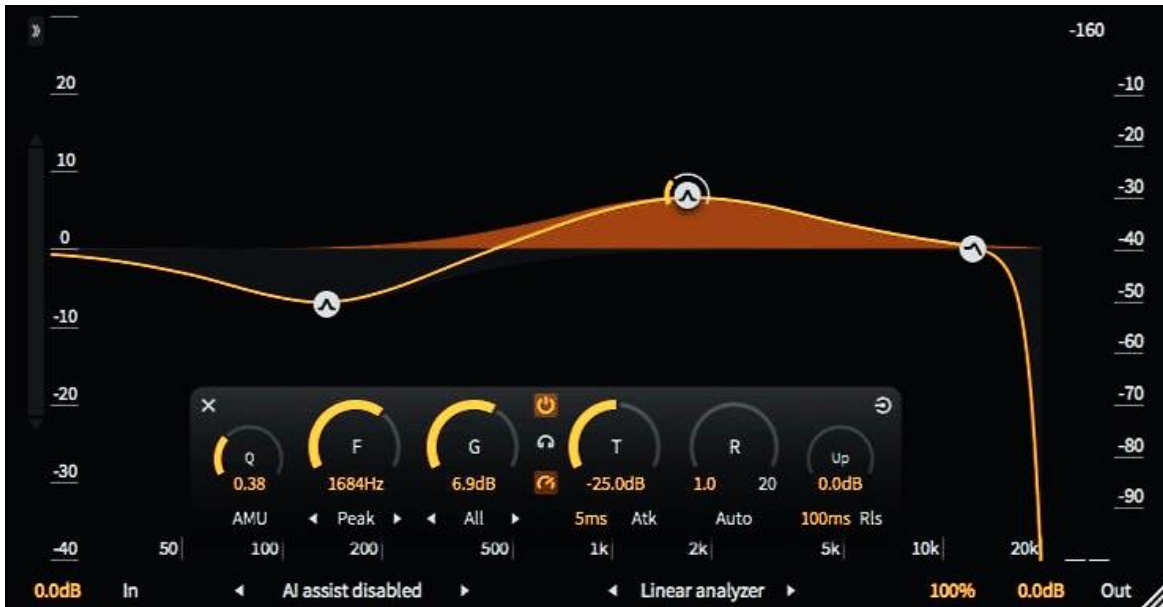 -160
20
-10
-20
10
-30
0
-40
-50
-10
-60
-20
-70
Q
F
G
T
R
Up
-80
-30
0.38
1684Hz
6.9dB
-25.0dB
1.0
20
0.0dB
-90
AMU
Peak
All
5ms Atk
Auto
100ms Rls
-40
50
100
200
500
1k
2k
5k
10k
20k
0.0dB In
AI assist disabled
Linear analyzer
100%
0.0dB Out